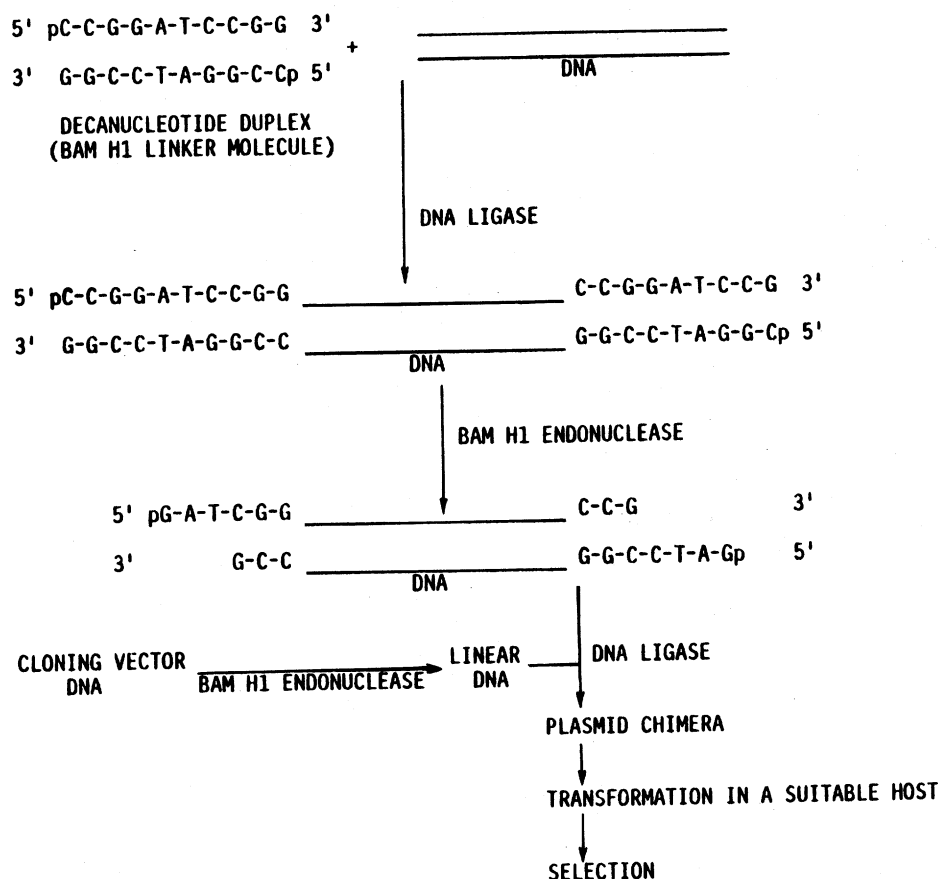 5' pC-C-G-G-A-T-C-C-G-G 3'
+
3' G-G-C-C-T-A-G-G-C-Cp 5'
DNA
DECANUCLEOTIDE DUPLEX
(BAM H1 LINKER MOLECULE)
DNA LIGASE
5' pC-C-G-G-A-T-C-C-G-G C-C-G-G-A-T-C-C-G 3'
3' G-G-C-C-T-A-G-G-C-C G-G-C-C-T-A-G-G-Cp 5'
DNA
BAM H1 ENDONUCLEASE
5' pG-A-T-C-G-G C-C-G 3'
3' G-C-C G-G-C-C-T-A-Gp 5'
DNA
CLONING VECTOR
DNA
BAM H1 ENDONUCLEASE
LINEAR
DNA
DNA LIGASE
PLASMID CHIMERA
TRANSFORMATION IN A SUITABLE HOST
SELECTION